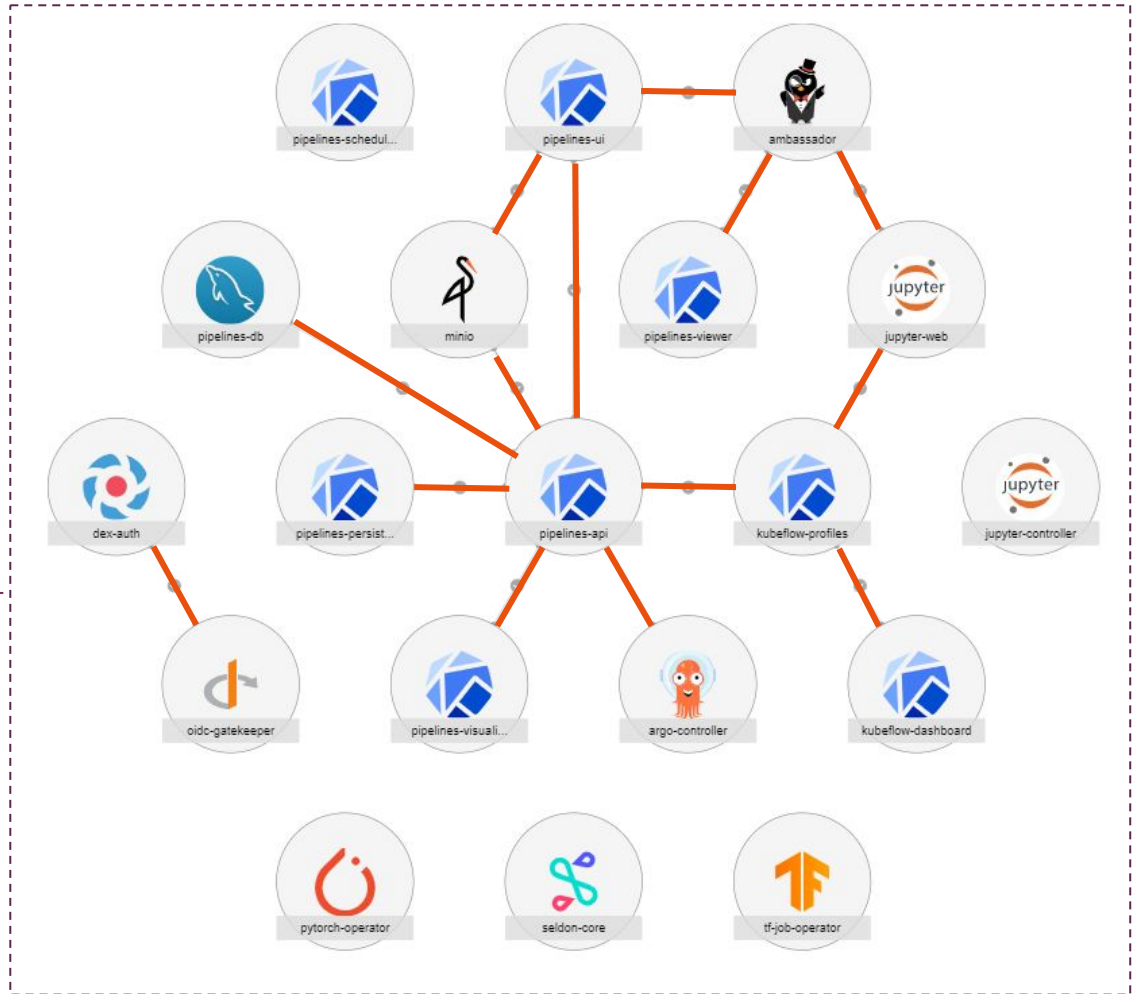 pipelines-schedul...
pipelines-ui
ambassador
pipelines-db
minio
pipelines-viewer
jupyter
jupyter-web
dex-auth
pipelines-persist...
pipelines-api
kubeflow-profiles
jupyter
jupyter-controller
oidc-gatekeeper
pipelines-visuali...
argo-controller
kubeflow-dashboard
pytorch-operator
seldon-core
tf-job-operator